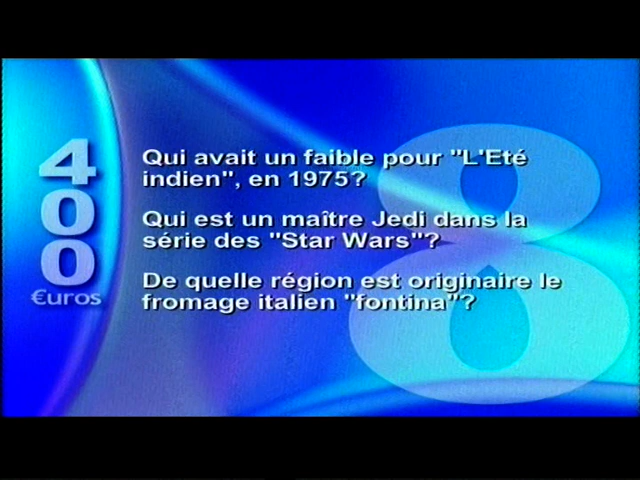 400
€uros
8
Qui avait un faible pour "L'Eté
indien", en 1975?
Qui est un maître Jedi dans la
série des "Star Wars"?
De quelle région est originaire le
fromage italien "fontina"?